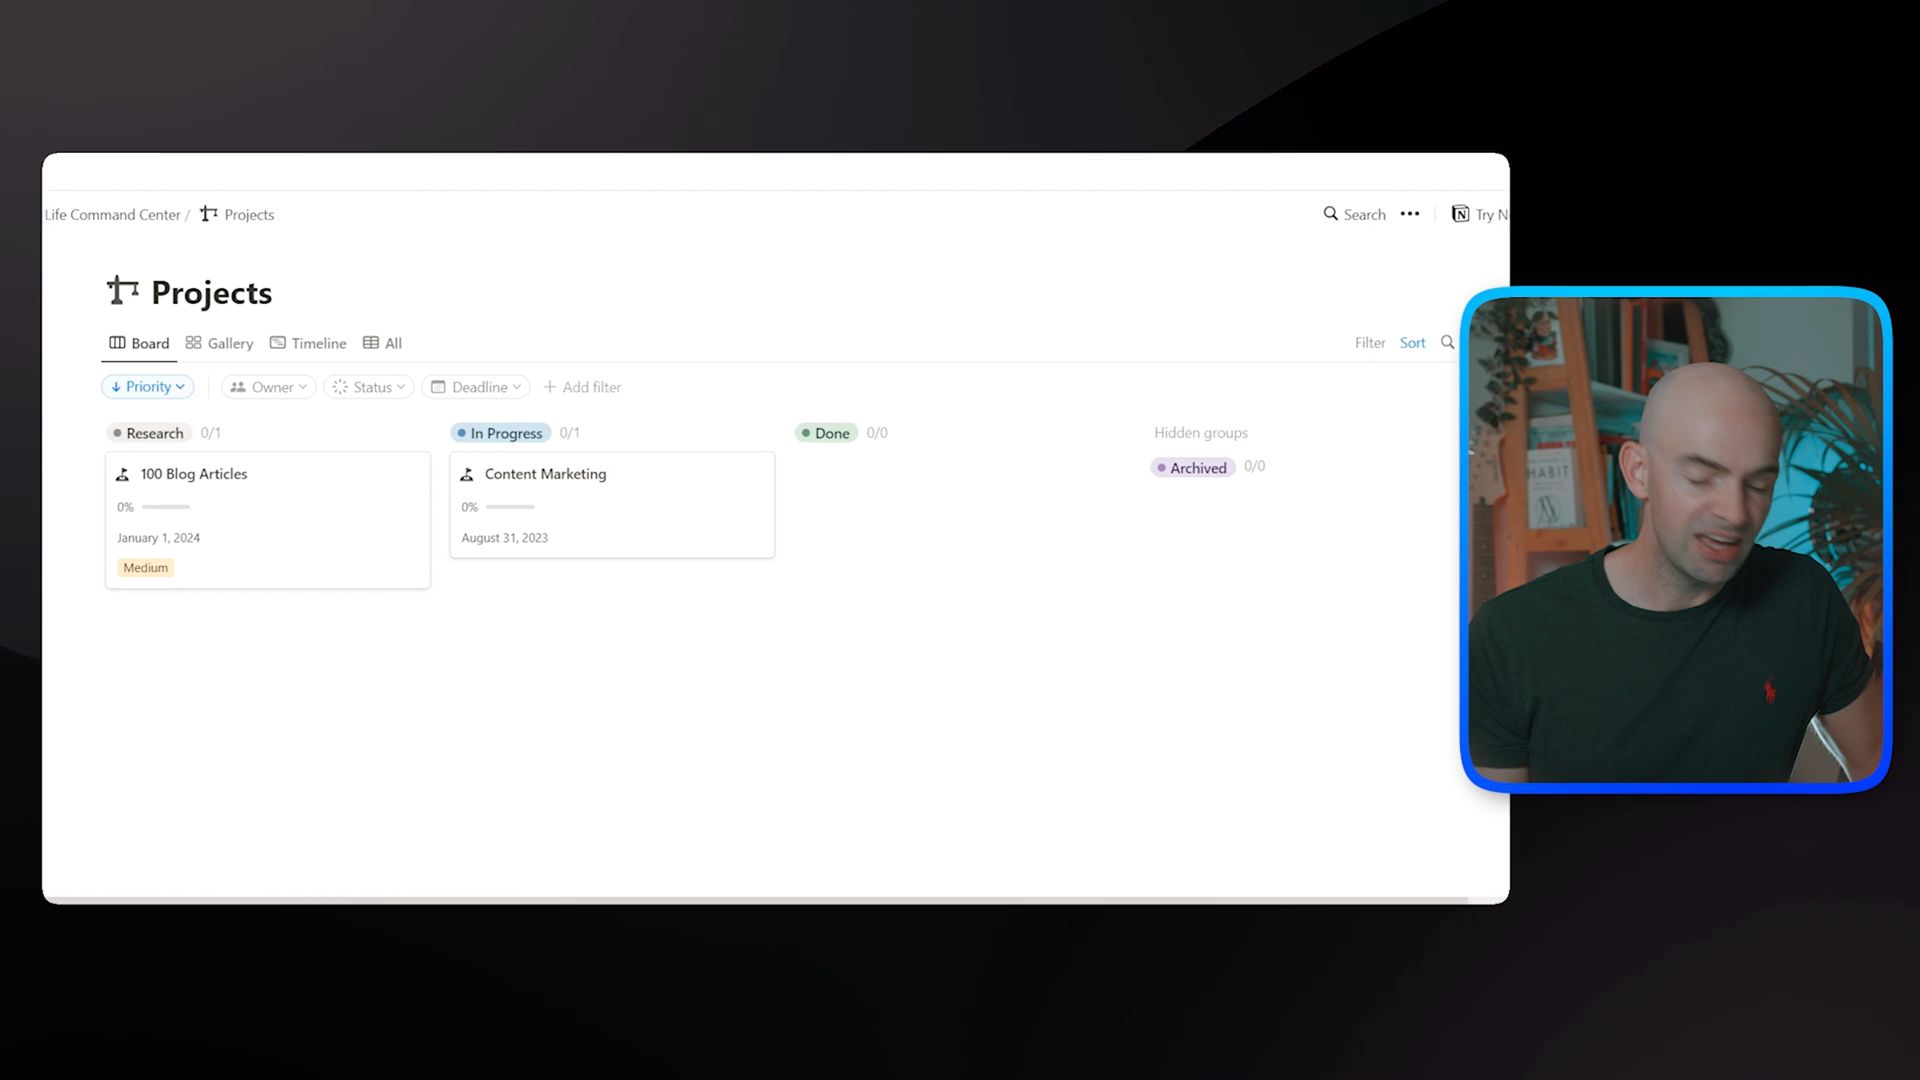 Life Command Center / Projects Search Try N
Projects
Board Gallery Timeline All Filter Sort
Priority Owner Status Deadline + Add filter
Research 0/1 In Progress 0/1 Done 0/0 Hidden groups
Archived 0/0
100 Blog Articles
0%
January 1, 2024
Medium
Content Marketing
0%
August 31, 2023
HABIT